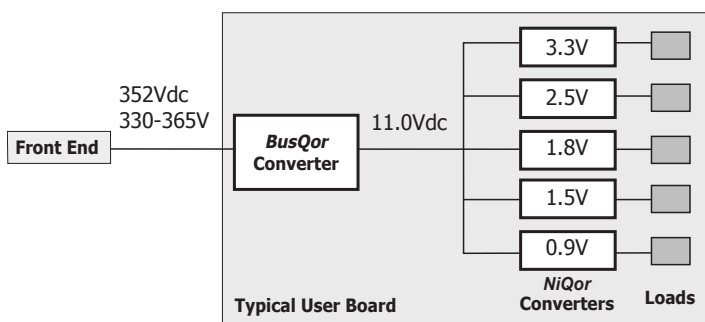 3.3V
352Vdc
330-365V
2.5V
11.0Vdc
Front End
BusQor
Converter
1.8V
1.5V
0.9V
NiQor
Converters
Loads
Typical User Board